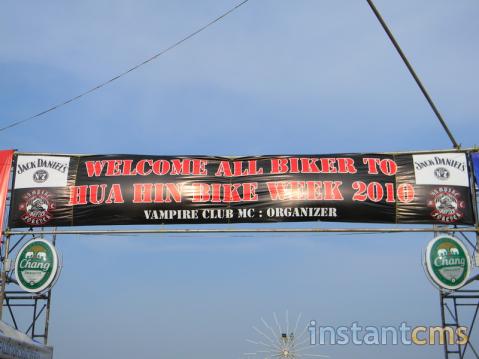 JACK DANIEL'S
WELCOME ALL BIKER TO
JACK DANIEL'S
HUA HIN BIKE WEEK 2010
VAMPIRE CLUB MC : ORGANIZER
Chang
Chang
instantcms